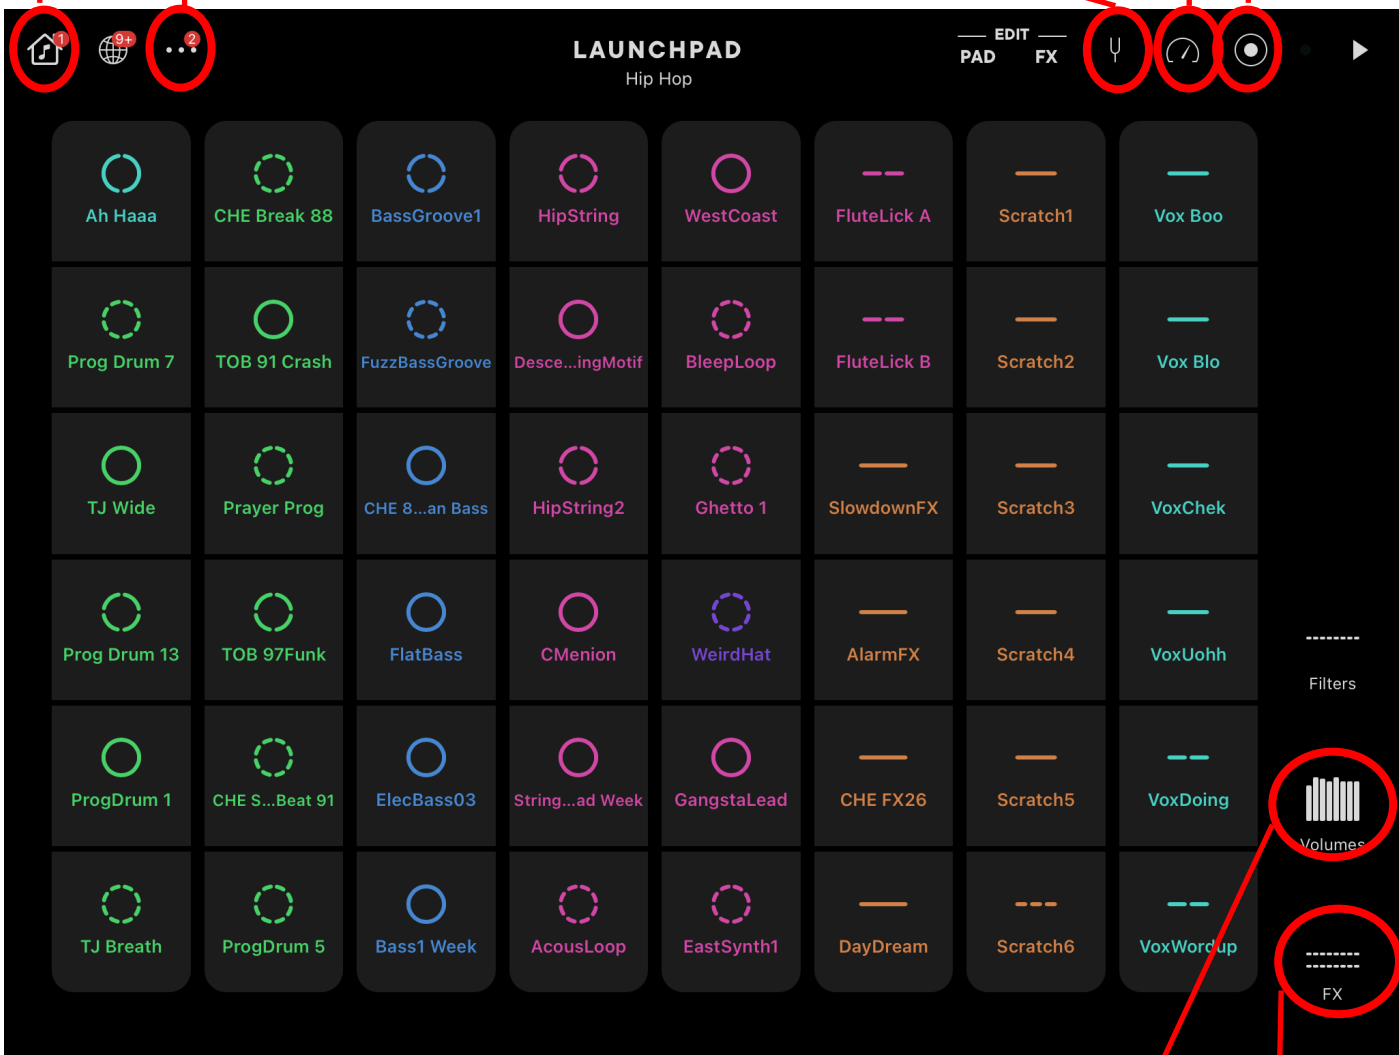 1
9+
2
LAUNCHPAD
Hip Hop
EDIT
PAD FX
Ah Haaa
CHE Break 88
BassGroove1
HipString
WestCoast
FluteLick A
Scratch1
Vox Boo
Prog Drum 7
TOB 91 Crash
FuzzBassGroove
Desce...ingMotif
BleepLoop
FluteLick B
Scratch2
Vox Blo
TJ Wide
Prayer Prog
CHE 8...an Bass
HipString2
Ghetto 1
SlowdownFX
Scratch3
VoxChek
Prog Drum 13
TOB 97Funk
FlatBass
CMenion
WeirdHat
AlarmFX
Scratch4
VoxUohh
Filters
ProgDrum 1
CHE S...Beat 91
ElecBass03
String...ad Week
GangstaLead
CHE FX26
Scratch5
VoxDoing
Volumes
TJ Breath
ProgDrum 5
Bass1 Week
AcousLoop
EastSynth1
DayDream
Scratch6
VoxWordup
FX